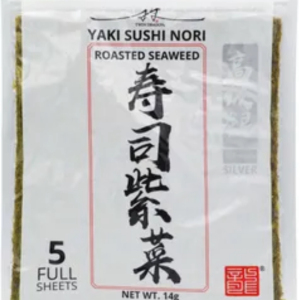 YAKI SUSHI NORI
ROASTED SEAWEED
寿司紫菜
SILVER
5
FULL
SHEETS
NET WT. 14g
®